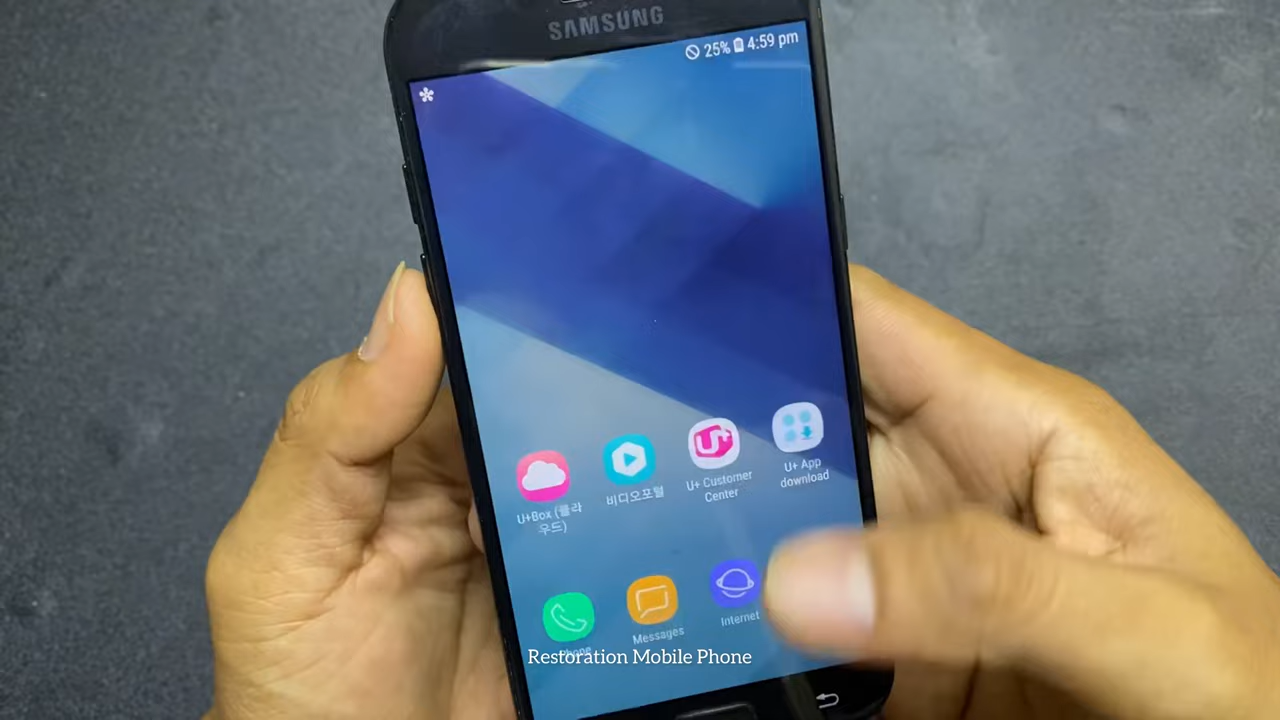 SAMSUNG
25% 4:59 pm
U+Box (클라
우드)
비디오포털
U+
U+ Customer
Center
U+ App
download
Phone
Messages
Internet
Restoration Mobile Phone